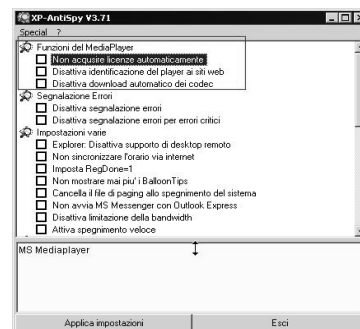 XP-AntiSpy V3.71
Special ?
Funzioni del MediaPlayer
Non acquisire licenze automaticamente
Disattiva identificazione del player ai siti web
Disattiva download automatico dei codec
Segnalazione Errori
Disattiva segnalazione errori
Disattiva segnalazione errori per errori critici
Impostazioni varie
Explorer: Disattiva supporto di desktop remoto
Non sincronizzare l'orario via internet
Imposta RegDone=1
Non mostrare mai piu' i BalloonTips
Cancella il file di paging allo spegnimento del sistema
Non avvia MS Messenger con Outlook Express
Disattiva limitazione della bandwidth
Attiva spegnimento veloce
MS Mediaplayer
Applica impostazioni
Esci